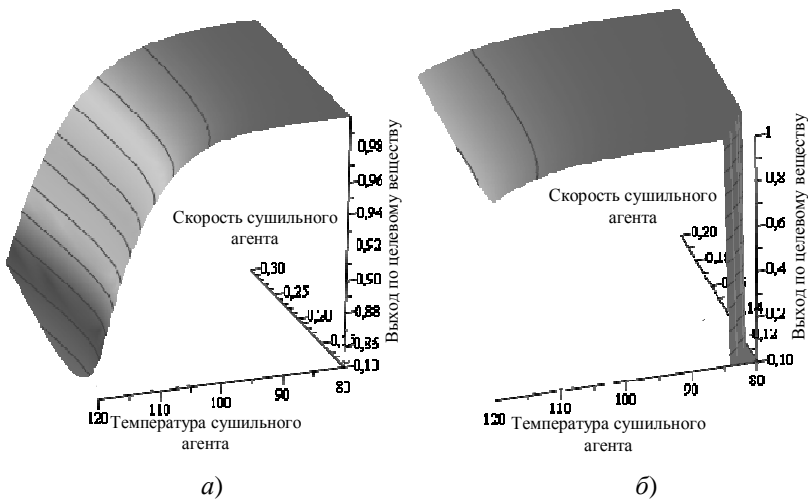 0,98
0,96
0,94
0,92
0,90
0,88
0,86
Выход по целевому веществу
Скорость сушильного
агента
0,30
0,25
0,20
0,15
0,10
120
110
100
90
80
Температура сушильного
агента
а)
1
0,8
0,6
0,4
0,2
Выход по целевому веществу
Скорость сушильного
агента
0,20
0,18
14
0,12
0,10
120
110
100
90
80
Температура сушильного
агента
б)